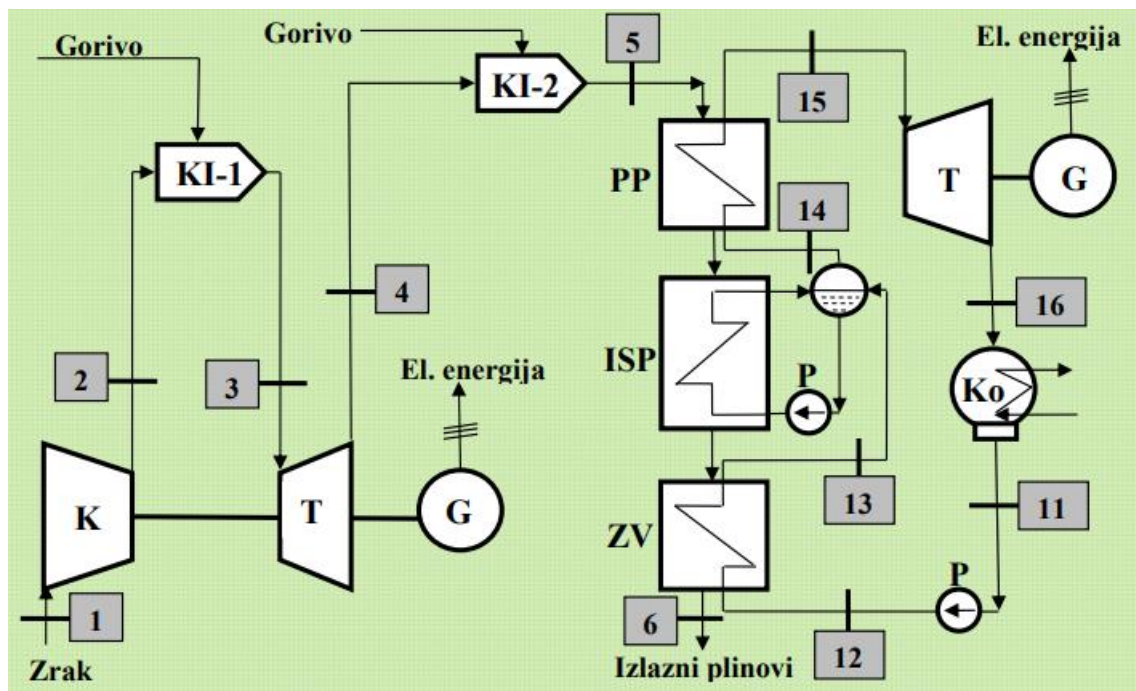 Gorivo
Gorivo
5
El. energija
KI-2
15
KI-1
PP
T
G
14
4
16
ISP
P
Ko
2
3
El. energija
K
T
G
ZV
13
11
P
1
6
12
Zrak
Izlazni plinovi